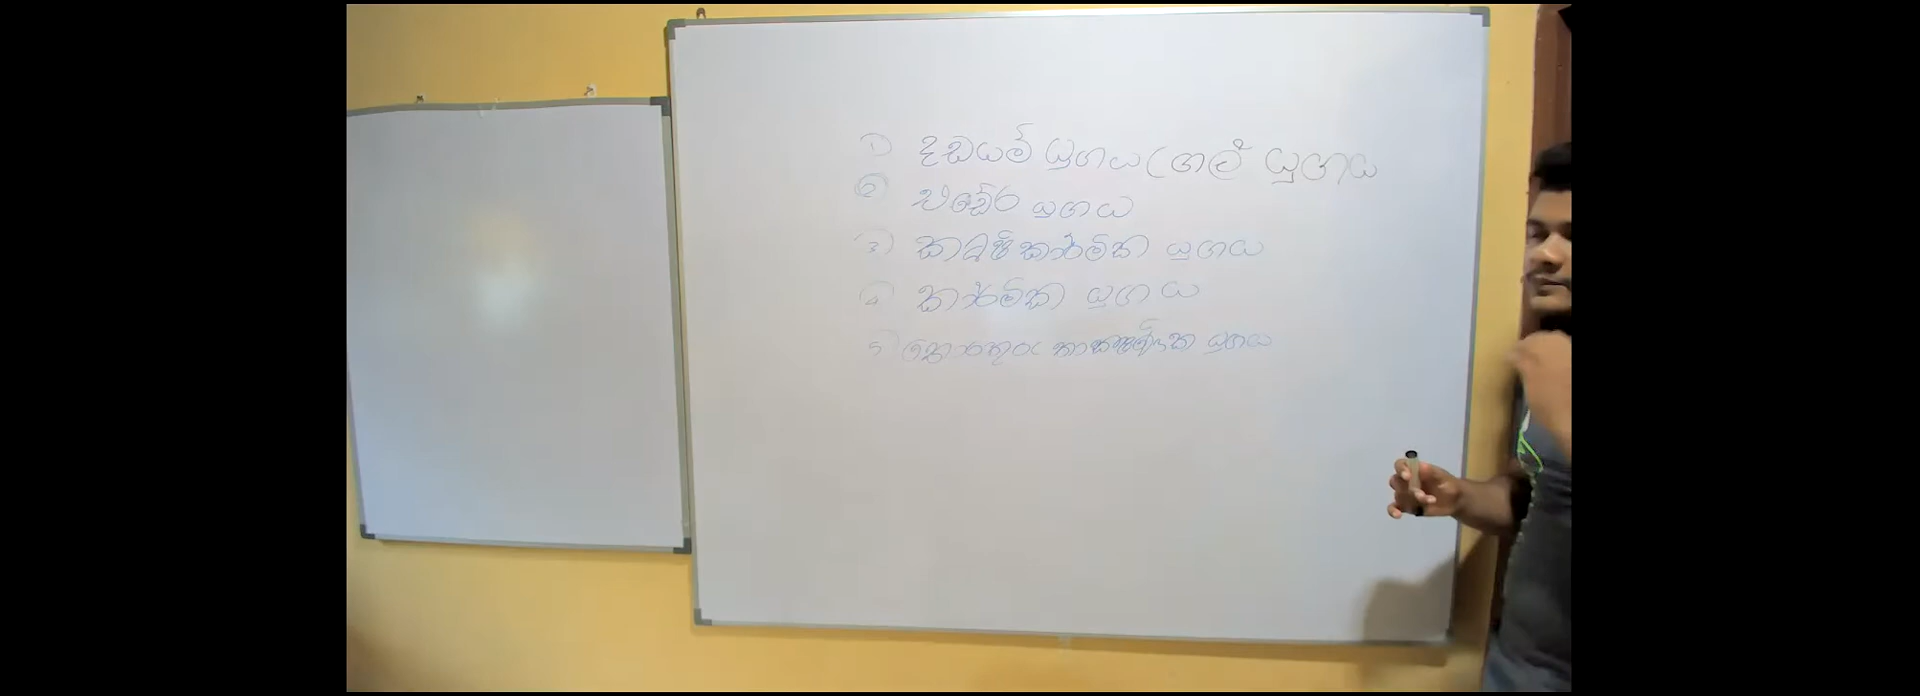 ① දඩයම් යුගය (ගල් යුගය
② එඬේර යුගය
③ කෘෂිකාර්මික යුගය
④ කාර්මික යුගය
⑤ තොරතුරු තාක්ෂණික යුගය